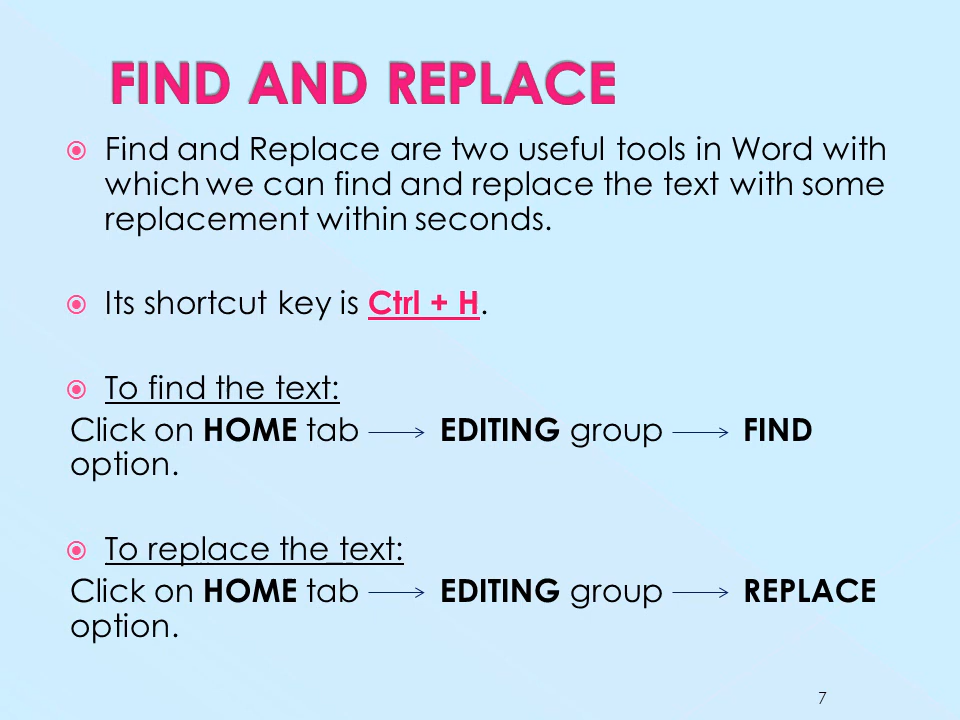 FIND AND REPLACE
Find and Replace are two useful tools in Word with
which we can find and replace the text with some
replacement within seconds.
Its shortcut key is Ctrl + H.
To find the text:
Click on HOME tab EDITING group FIND
option.
To replace the text:
Click on HOME tab EDITING group REPLACE
option.
7